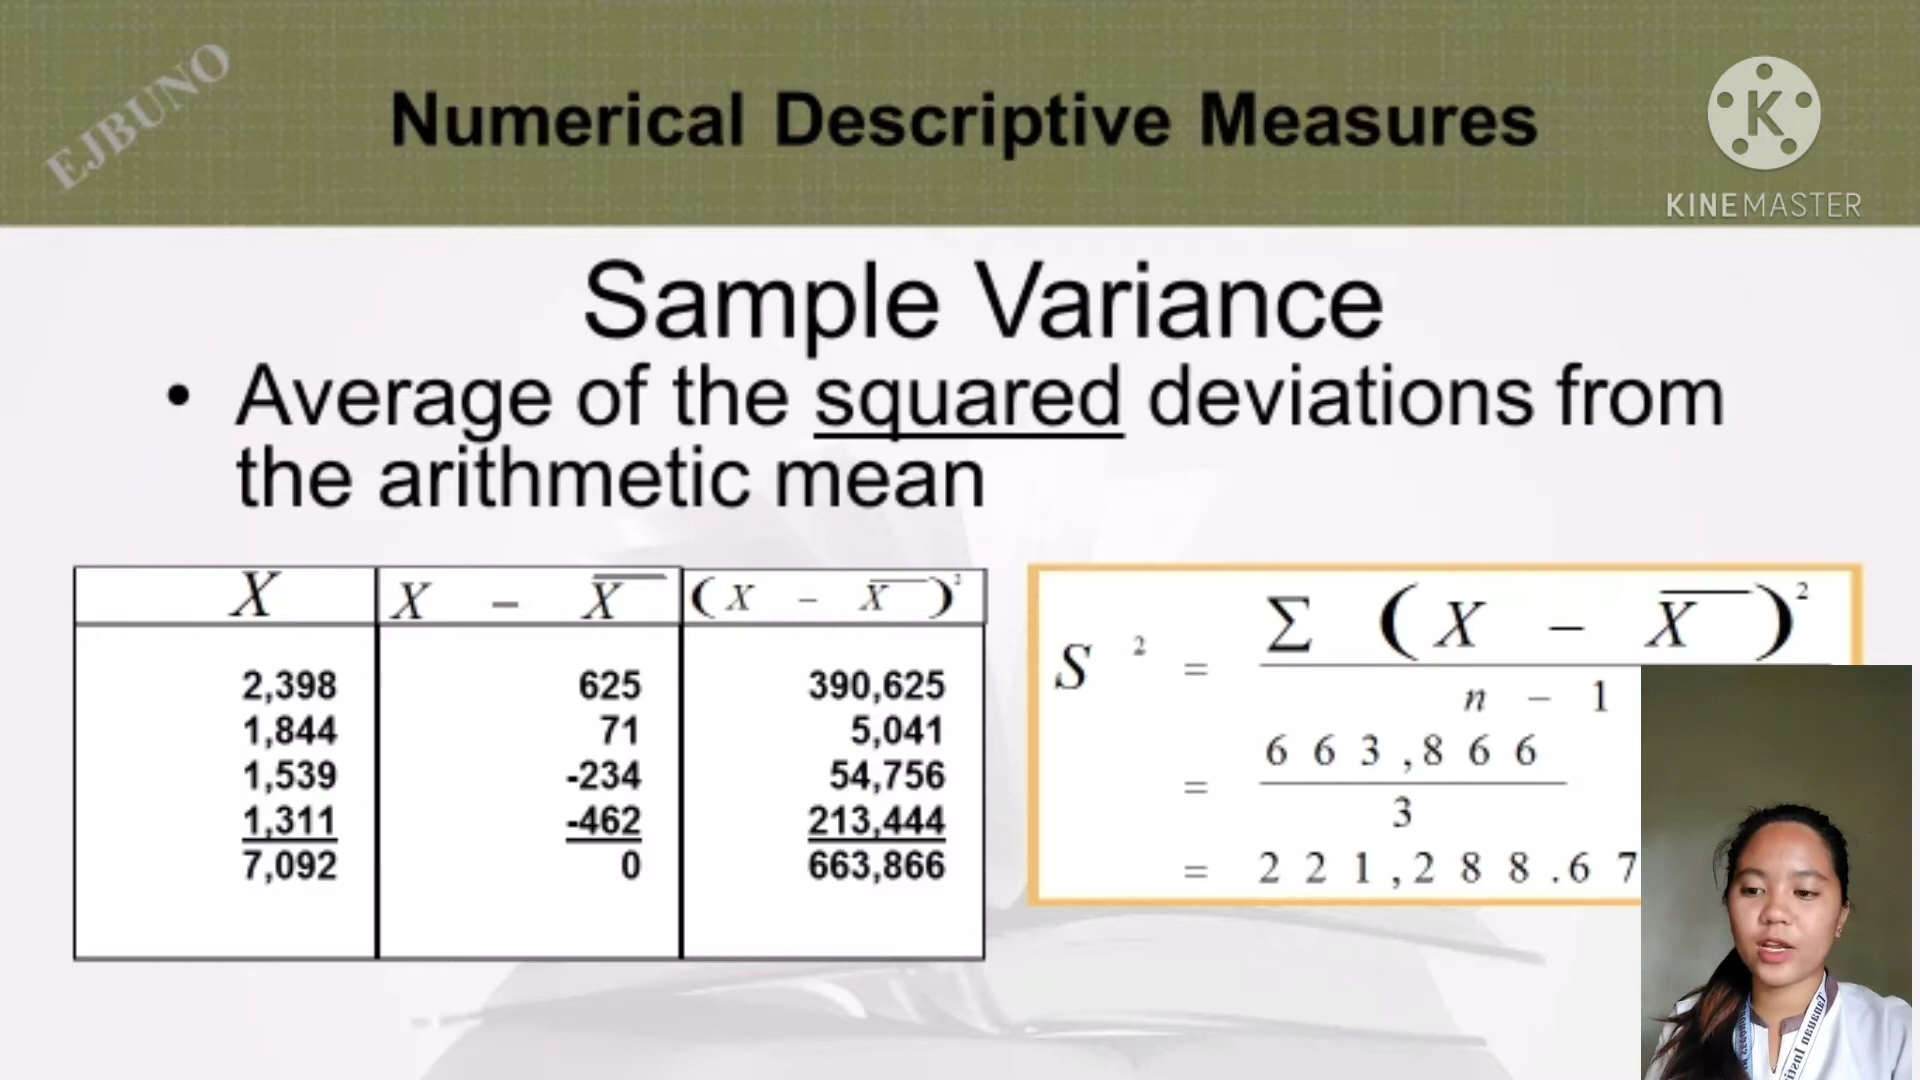 EJBUNO
Numerical Descriptive Measures
K
KINEMASTER
Sample Variance
• Average of the squared deviations from
the arithmetic mean
X X − X̅ (X − X̅)²
2,398 625 390,625
1,844 71 5,041
1,539 -234 54,756
1,311 -462 213,444
7,092 0 663,866
S² = Σ (X − X̅)²
n − 1
= 663,866
3
= 221,288.67
Tanauan Insti